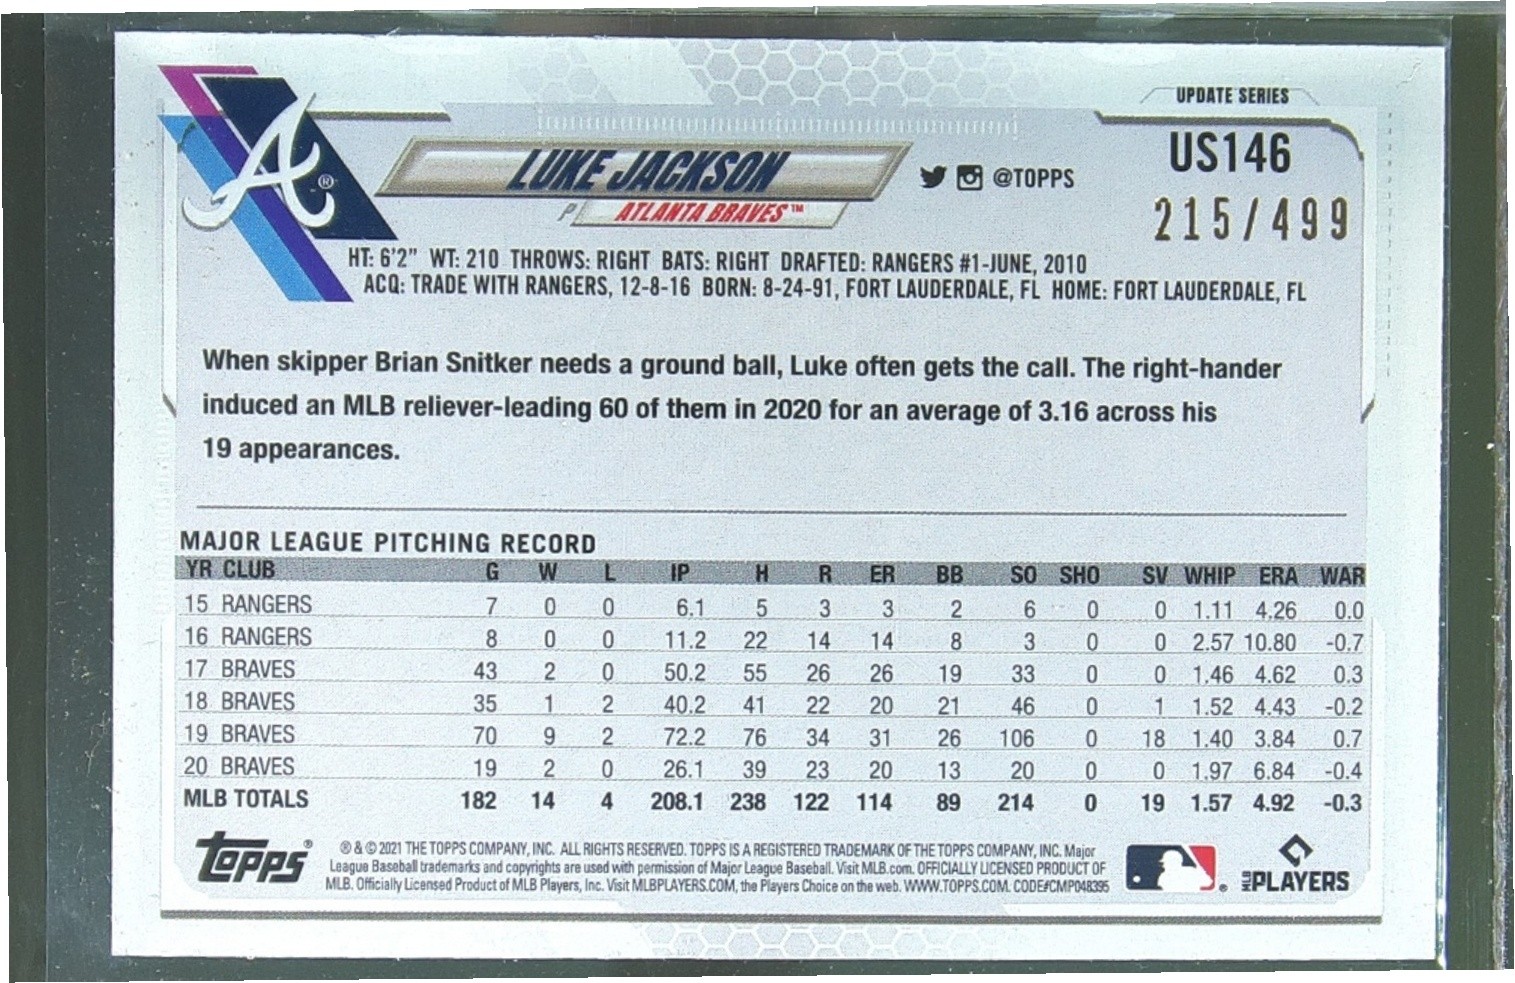 UPDATE SERIES
US146
215/499
A ®
LUKE JACKSON
@TOPPS
P ATLANTA BRAVES™
HT: 6'2" WT: 210 THROWS: RIGHT BATS: RIGHT DRAFTED: RANGERS #1-JUNE, 2010
ACQ: TRADE WITH RANGERS, 12-8-16 BORN: 8-24-91, FORT LAUDERDALE, FL HOME: FORT LAUDERDALE, FL
When skipper Brian Snitker needs a ground ball, Luke often gets the call. The right-hander
induced an MLB reliever-leading 60 of them in 2020 for an average of 3.16 across his
19 appearances.
MAJOR LEAGUE PITCHING RECORD
YR CLUB G W L IP H R ER BB SO SHO SV WHIP ERA WAR
15 RANGERS 7 0 0 6.1 5 3 3 2 6 0 0 1.11 4.26 0.0
16 RANGERS 8 0 0 11.2 22 14 14 8 3 0 0 2.57 10.80 -0.7
17 BRAVES 43 2 0 50.2 55 26 26 19 33 0 0 1.46 4.62 0.3
18 BRAVES 35 1 2 40.2 41 22 20 21 46 0 1 1.52 4.43 -0.2
19 BRAVES 70 9 2 72.2 76 34 31 26 106 0 18 1.40 3.84 0.7
20 BRAVES 19 2 0 26.1 39 23 20 13 20 0 0 1.97 6.84 -0.4
MLB TOTALS 182 14 4 208.1 238 122 114 89 214 0 19 1.57 4.92 -0.3
TOPPS®
® & © 2021 THE TOPPS COMPANY, INC. ALL RIGHTS RESERVED. TOPPS IS A REGISTERED TRADEMARK OF THE TOPPS COMPANY, INC. Major
League Baseball trademarks and copyrights are used with permission of Major League Baseball. Visit MLB.com. OFFICIALLY LICENSED PRODUCT OF
MLB. Officially Licensed Product of MLB Players, Inc. Visit MLBPLAYERS.COM, the Players Choice on the web. WWW.TOPPS.COM. CODE#CMP048395
®
MLB PLAYERS